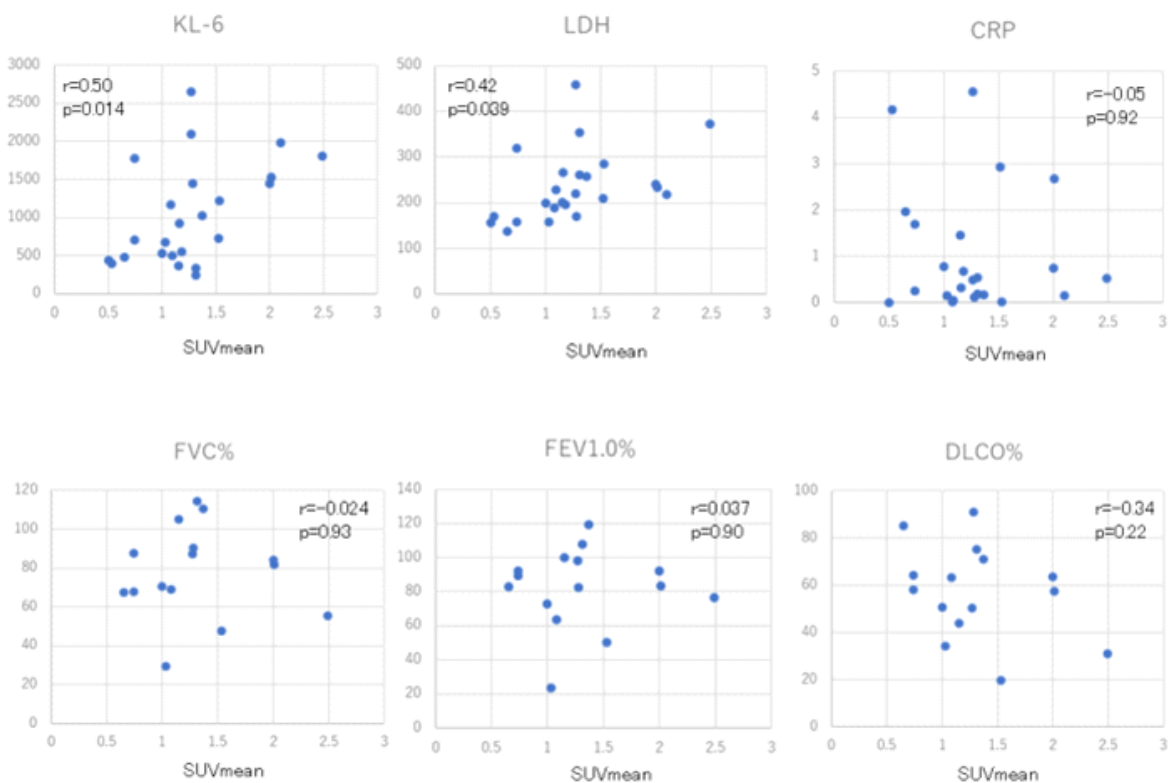 KL-6
r=0.50
p=0.014
3000
2500
2000
1500
1000
500
0
0 0.5 1 1.5 2 2.5 3
SUVmean
LDH
r=0.42
p=0.039
500
400
300
200
100
0
0 0.5 1 1.5 2 2.5 3
SUVmean
CRP
r=-0.05
p=0.92
5
4
3
2
1
0
0 0.5 1 1.5 2 2.5 3
SUVmean
FVC%
r=-0.024
p=0.93
120
100
80
60
40
20
0
0 0.5 1 1.5 2 2.5 3
SUVmean
FEV1.0%
r=0.037
p=0.90
140
120
100
80
60
40
20
0
0 0.5 1 1.5 2 2.5 3
SUVmean
DLCO%
r=-0.34
p=0.22
100
80
60
40
20
0
0 0.5 1 1.5 2 2.5 3
SUVmean